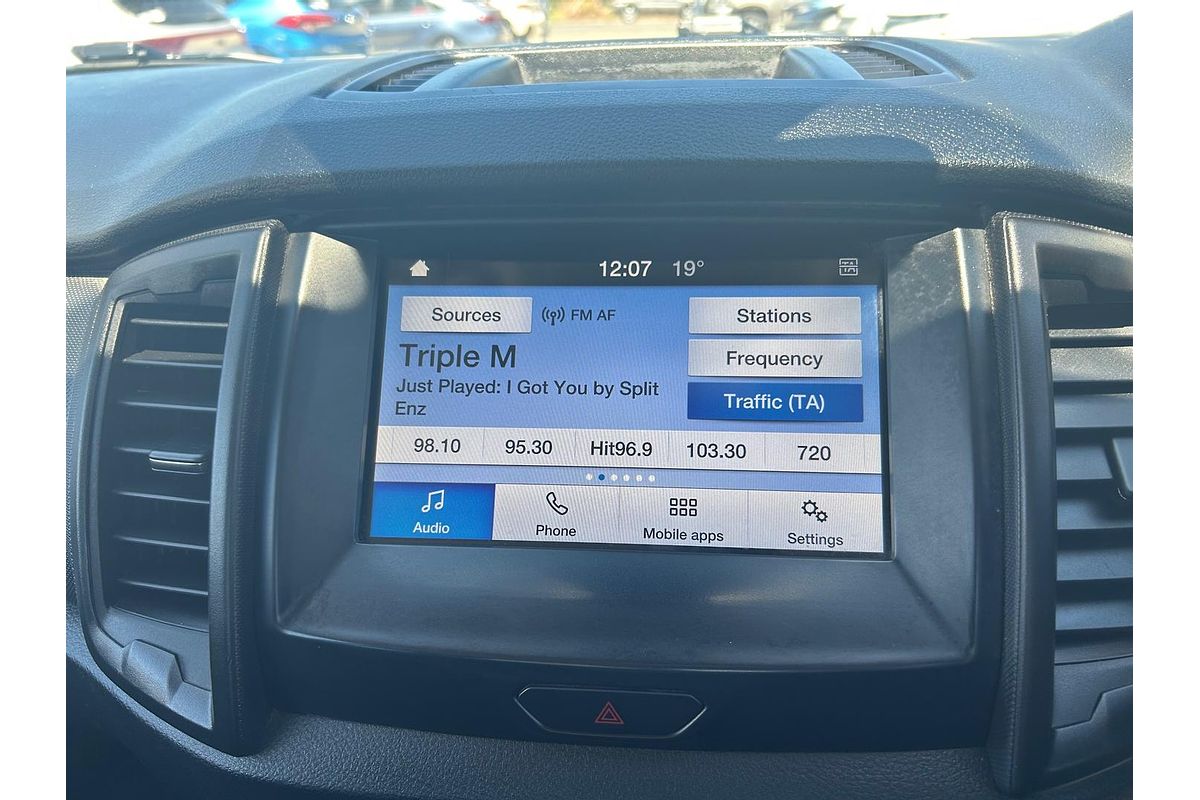 12:07 19°
TA
Sources FM AF Stations
Triple M Frequency
Just Played: I Got You by Split
Enz
Traffic (TA)
98.10 95.30 Hit96.9 103.30 720
Audio Phone Mobile apps Settings